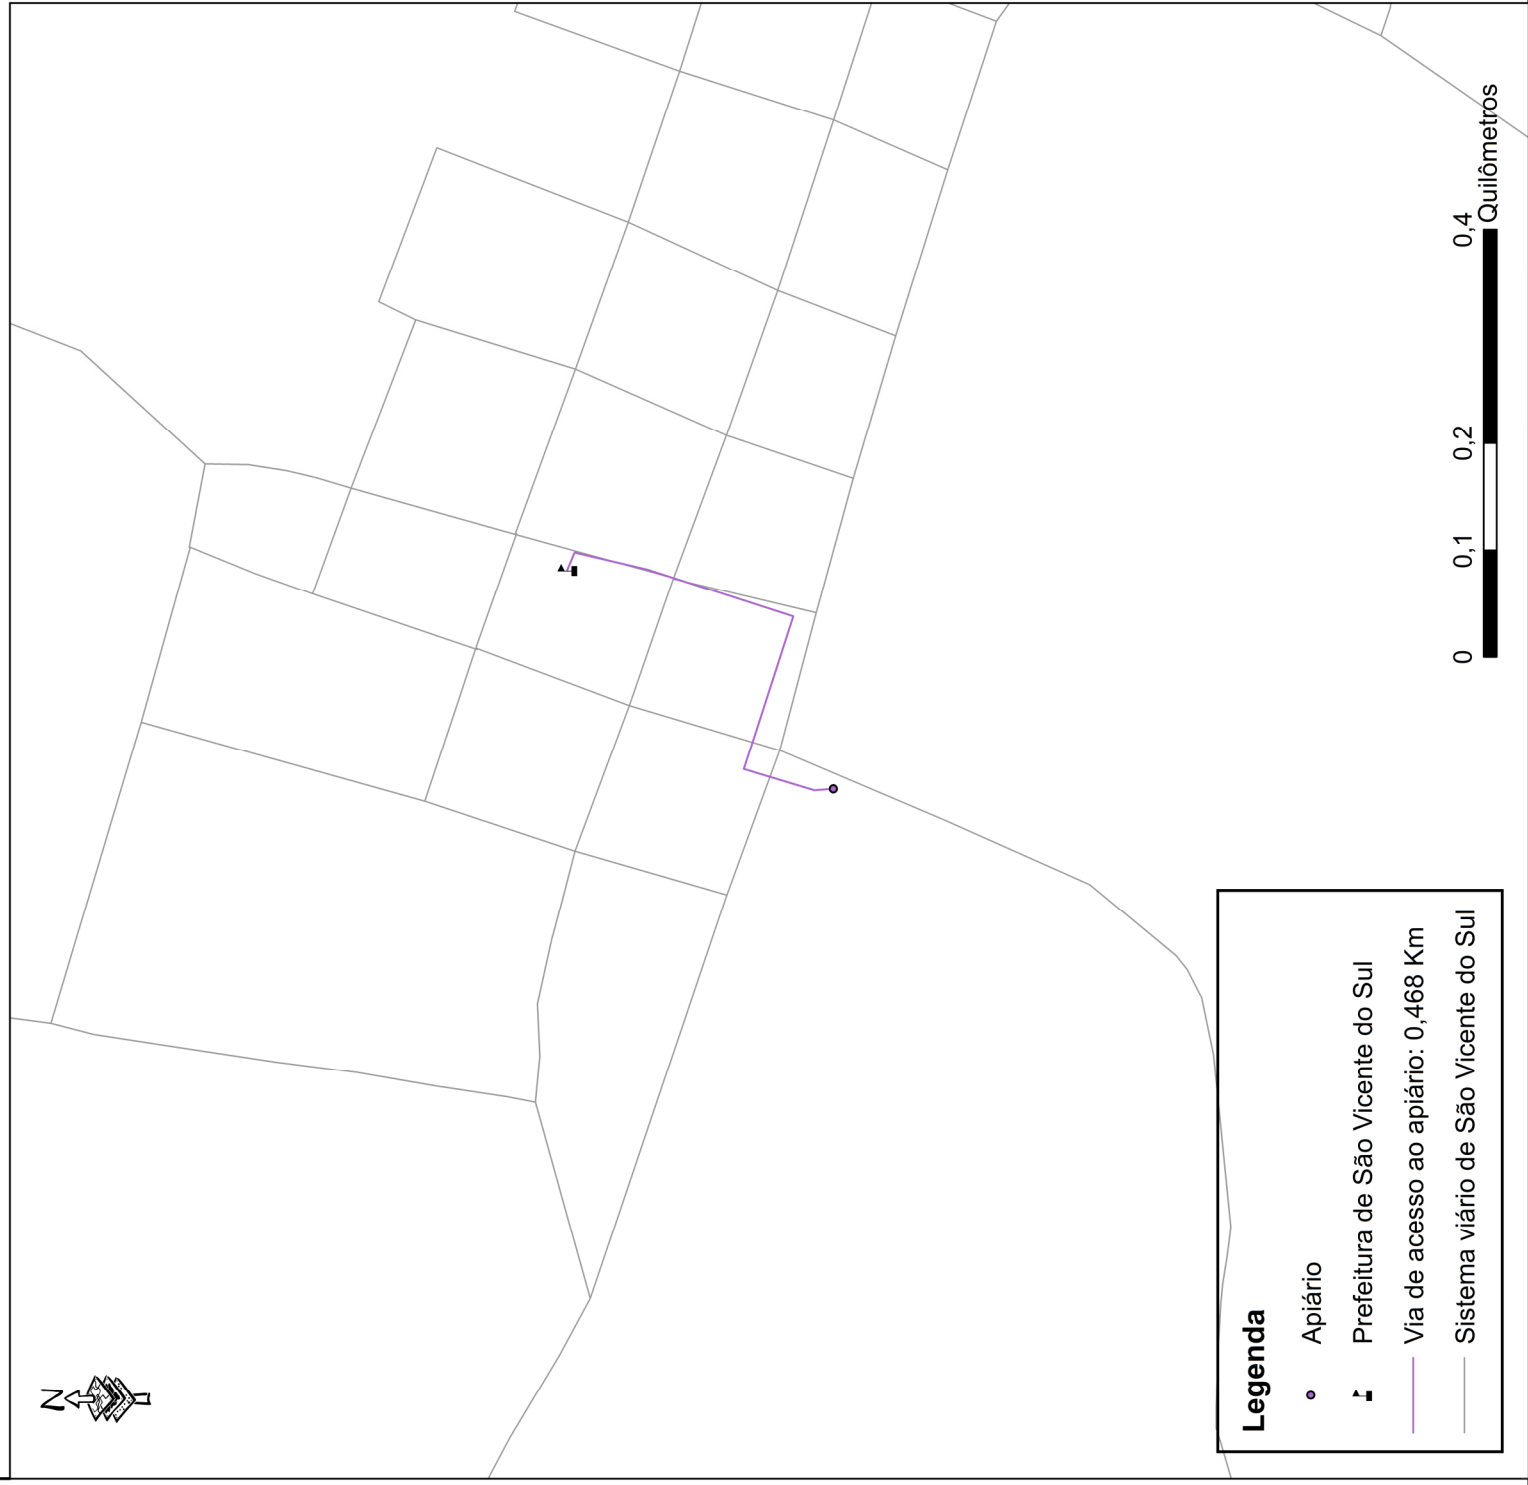 N
Legenda
Apiário
Prefeitura de São Vicente do Sul
Via de acesso ao apiário: 0,468 Km
Sistema viário de São Vicente do Sul
0 0,1 0,2 0,4
Quilômetros